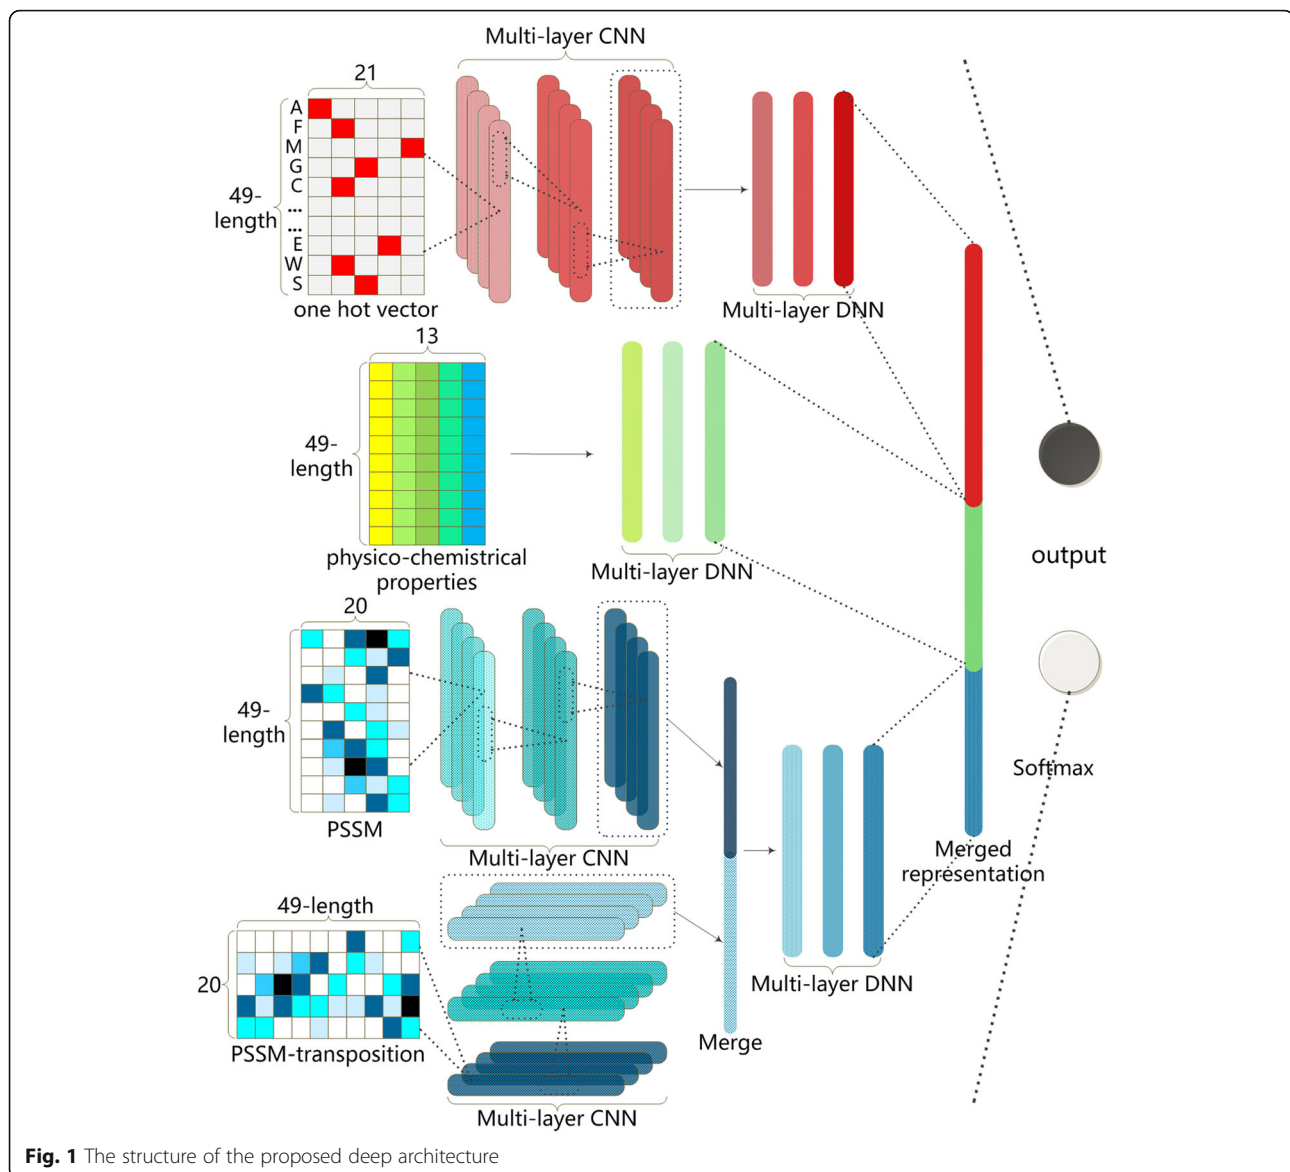 Multi-layer CNN
21
A
F
M
G
C
...
...
E
W
S
49-
length
one hot vector
Multi-layer DNN
13
49-
length
physico-chemistrical
properties
Multi-layer DNN
output
20
49-
length
PSSM
Multi-layer CNN
Softmax
Merged
representation
49-length
20
PSSM-transposition
Multi-layer CNN
Merge
Multi-layer DNN
Fig. 1 The structure of the proposed deep architecture